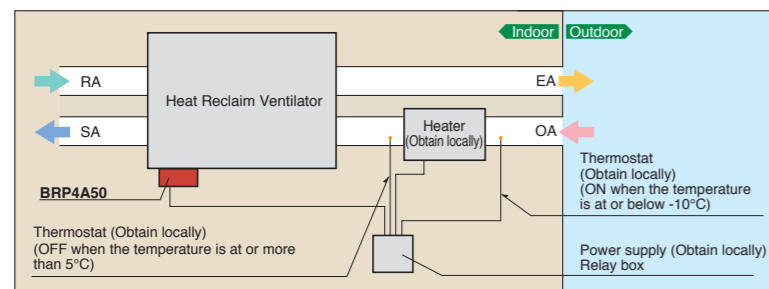 Indoor
Outdoor
RA
EA
Heat Reclaim Ventilator
SA
Heater
(Obtain locally)
OA
BRP4A50
Thermostat
(Obtain locally)
(ON when the temperature
is at or below -10°C)
Thermostat (Obtain locally)
(OFF when the temperature is at or more
than 5°C)
Power supply (Obtain locally)
Relay box